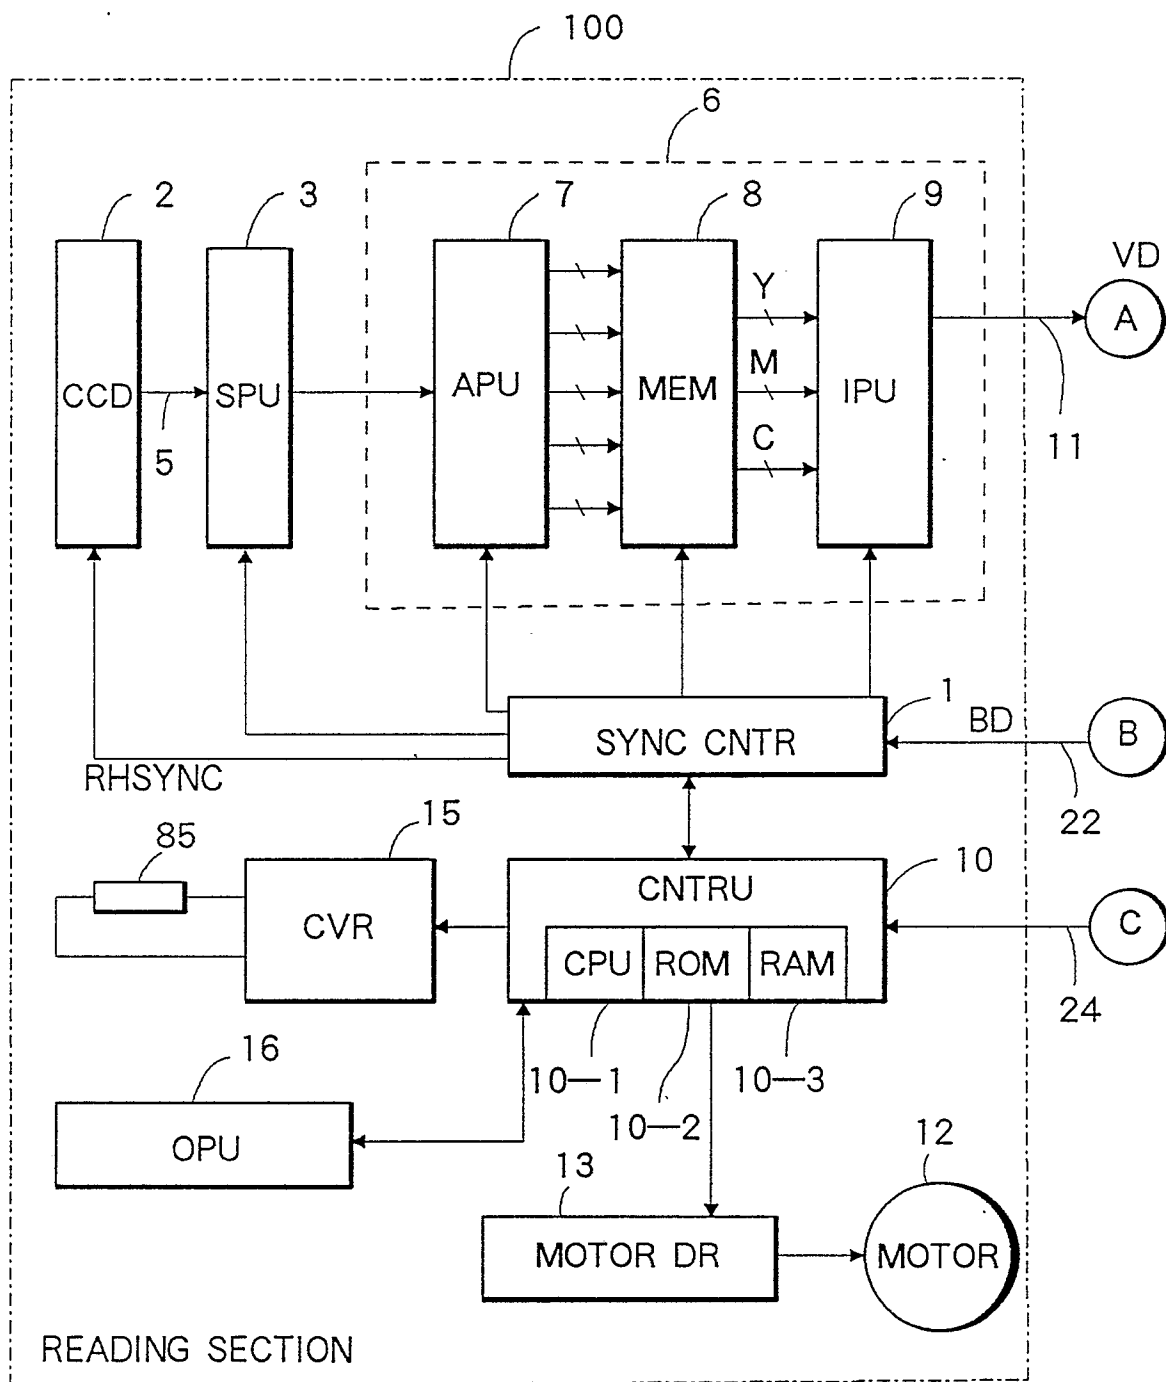 100
6
2
3
7
8
9
VD
Y
A
M
CCD
SPU
APU
MEM
IPU
C
5
11
1
BD
B
SYNC CNTR
RHSYNC
22
15
85
10
CNTRU
C
CVR
CPU
ROM
RAM
24
16
10—1
10—3
10—2
OPU
13
12
MOTOR DR
MOTOR
READING SECTION